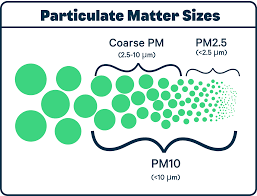 Particulate Matter Sizes
Coarse PM
(2.5-10 μm)
PM2.5
(<2.5 μm)
PM10
(<10 μm)